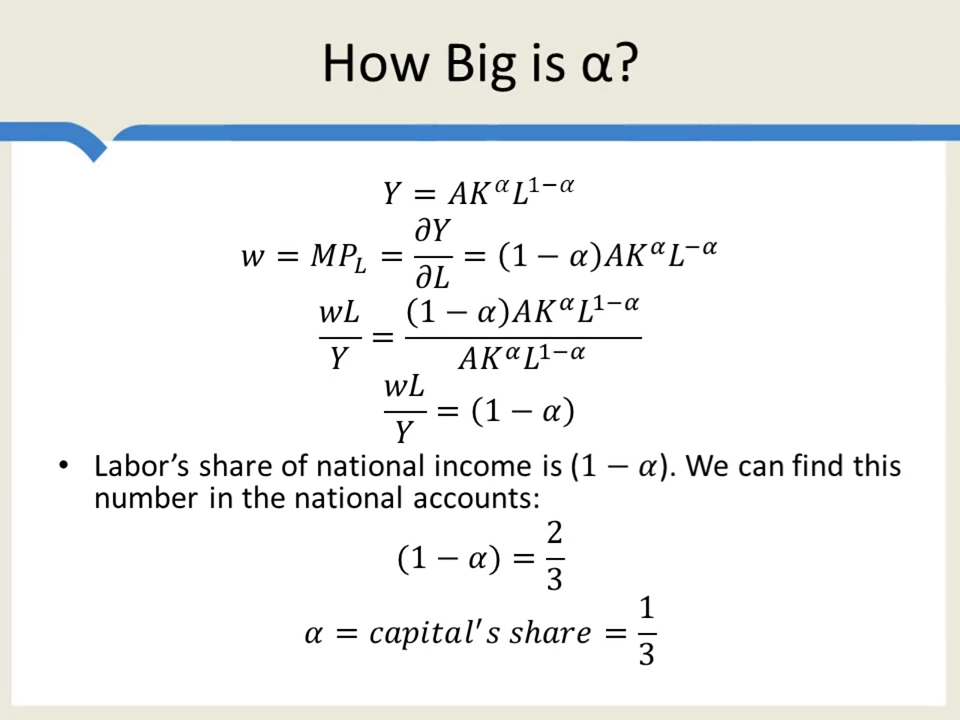 How Big is α?
Y = AK^α L^{1−α}
w = MP_L = ∂Y/∂L = (1 − α)AK^α L^{−α}
wL/Y = (1 − α)AK^α L^{1−α} / AK^α L^{1−α}
wL/Y = (1 − α)
• Labor’s share of national income is (1 − α). We can find this
number in the national accounts:
(1 − α) = 2/3
α = capital′s share = 1/3